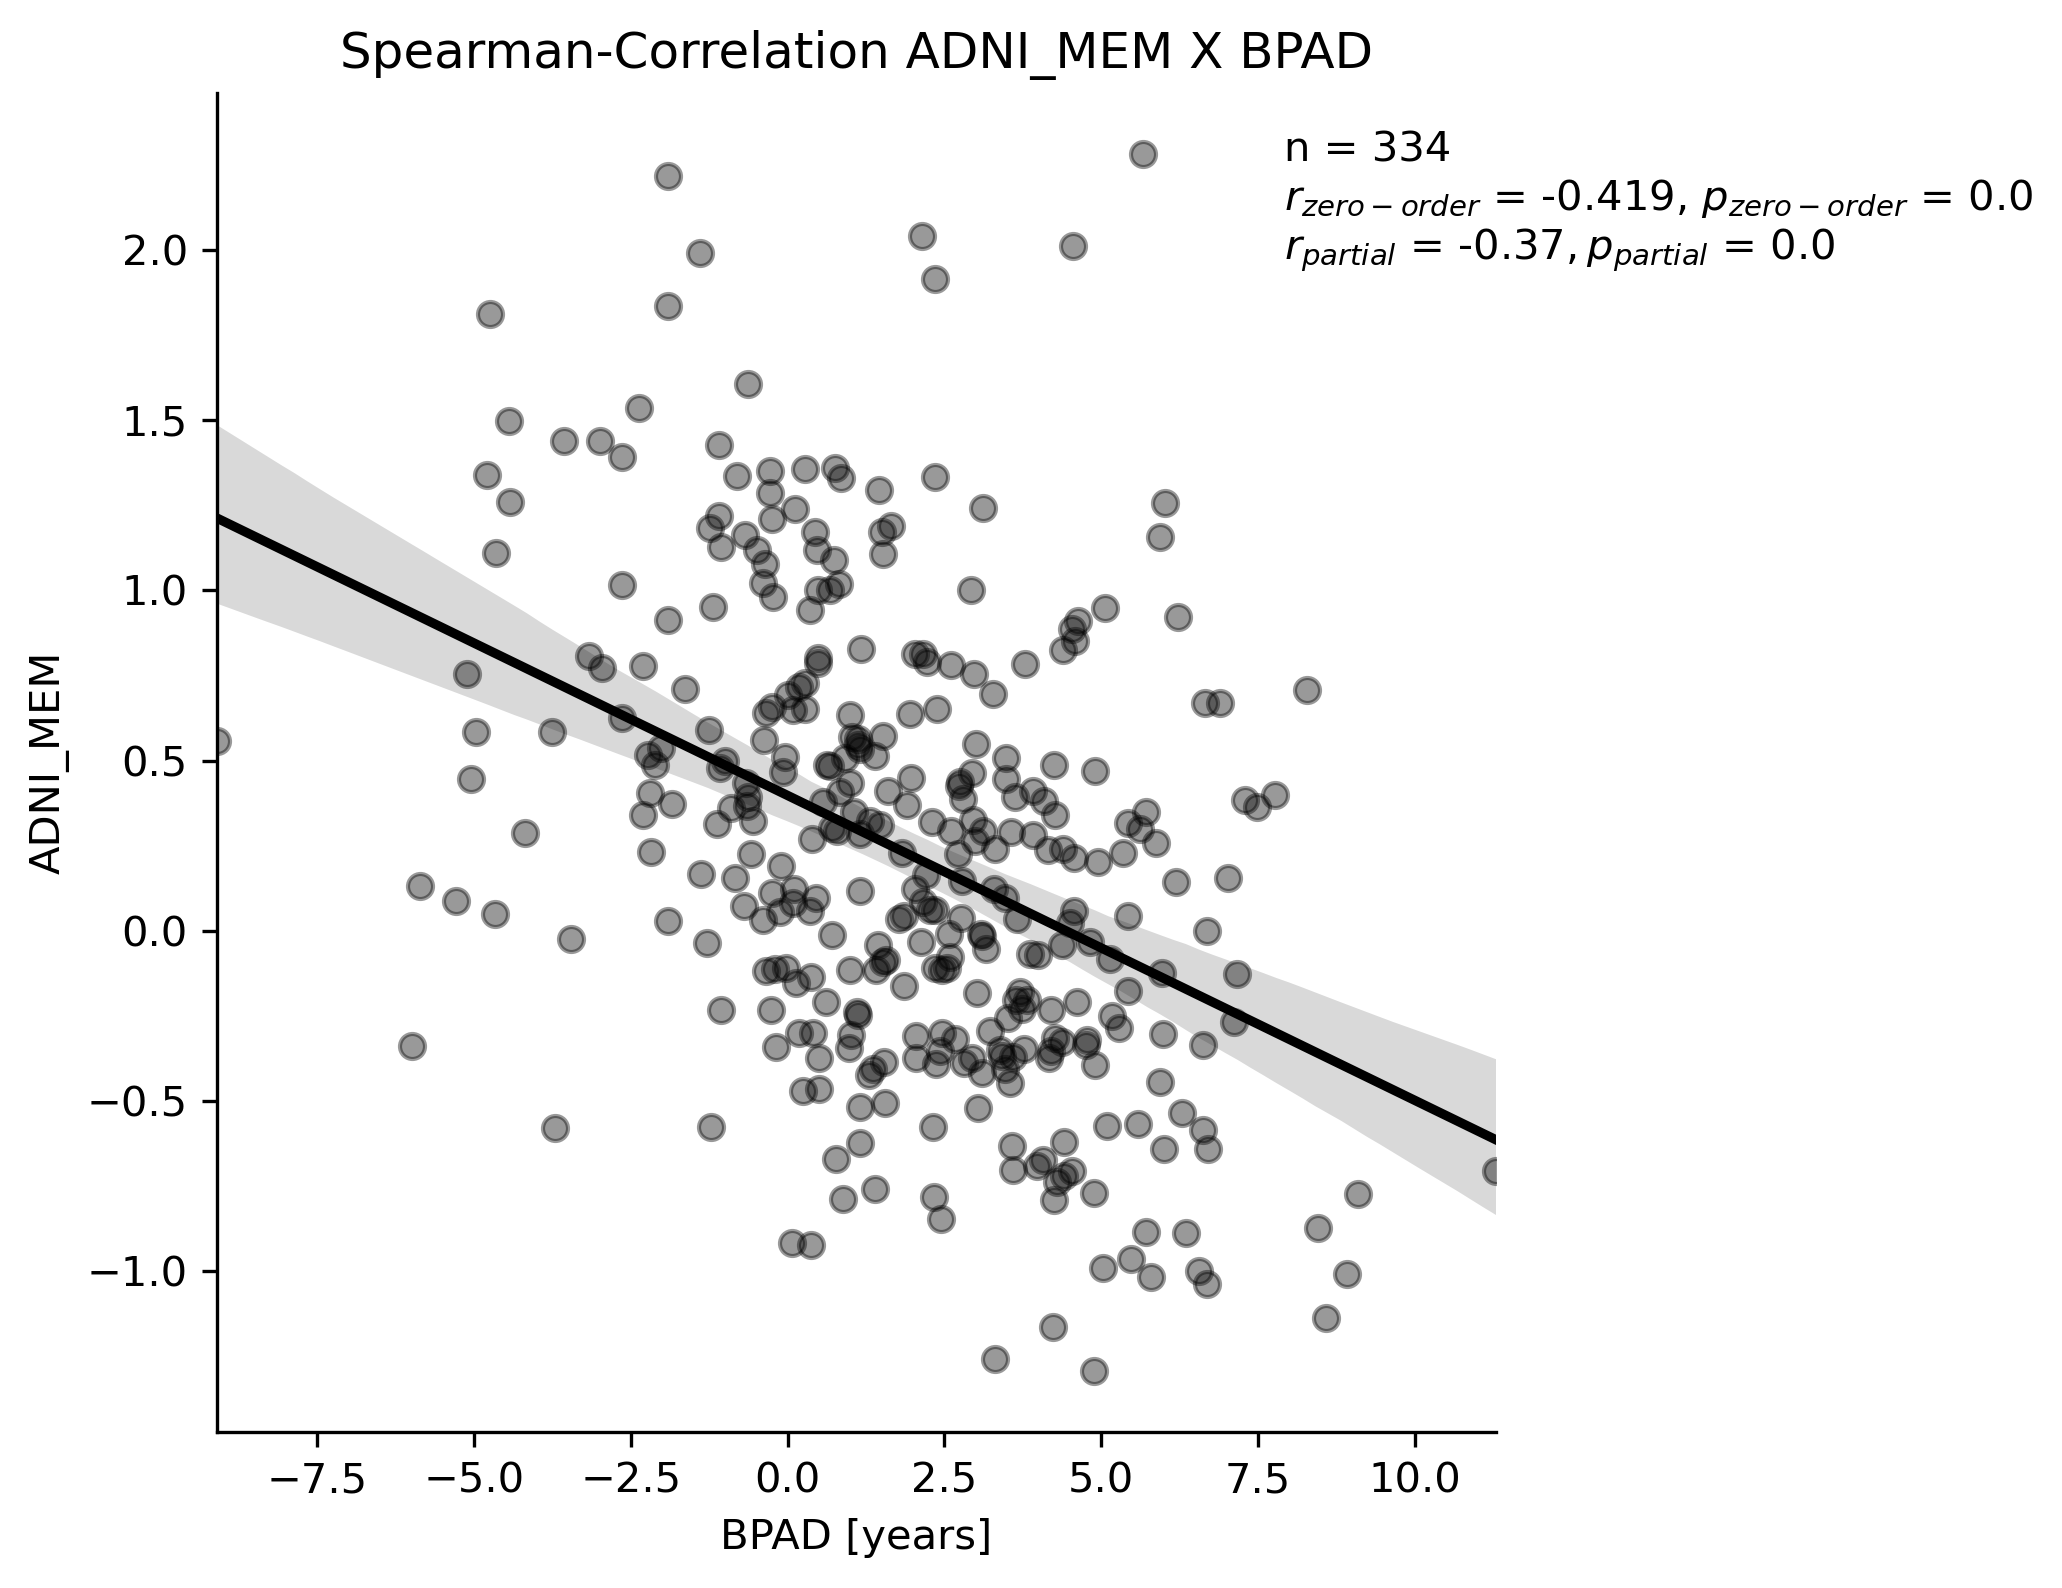 Spearman-Correlation ADNI_MEM X BPAD
n = 334
r_zero−order = -0.419, p_zero−order = 0.0
r_partial = -0.37, p_partial = 0.0
ADNI_MEM
2.0
1.5
1.0
0.5
0.0
−0.5
−1.0
−7.5 −5.0 −2.5 0.0 2.5 5.0 7.5 10.0
BPAD [years]